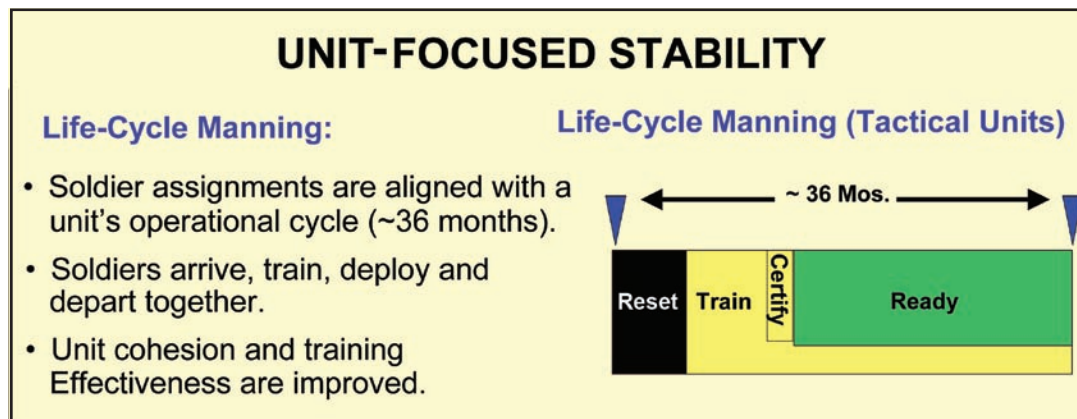 UNIT-FOCUSED STABILITY
Life-Cycle Manning:
• Soldier assignments are aligned with a
unit's operational cycle (~36 months).
• Soldiers arrive, train, deploy and
depart together.
• Unit cohesion and training
Effectiveness are improved.
Life-Cycle Manning (Tactical Units)
~ 36 Mos.
Reset
Train
Certify
Ready